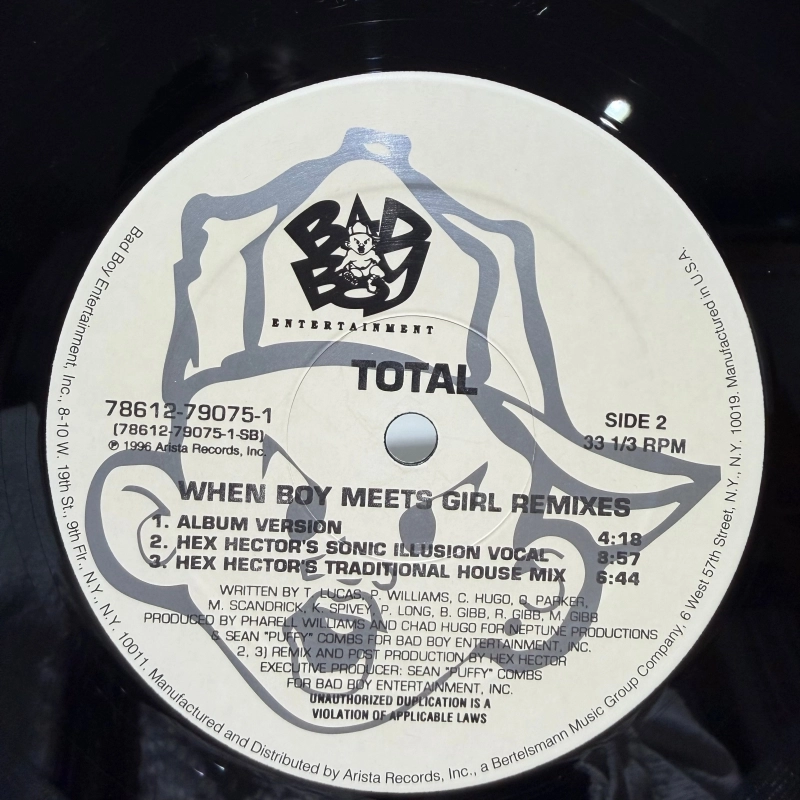 BAD
BOY
ENTERTAINMENT
TOTAL
78612-79075-1
(78612-79075-1-SB)
℗ 1996 Arista Records, Inc.
SIDE 2
33 1/3 RPM
WHEN BOY MEETS GIRL REMIXES
1. ALBUM VERSION 4:18
2. HEX HECTOR'S SONIC ILLUSION VOCAL 8:57
3. HEX HECTOR'S TRADITIONAL HOUSE MIX 6:44
WRITTEN BY T. LUCAS, P. WILLIAMS, C. HUGO, Q. PARKER,
M. SCANDRICK, K. SPIVEY, P. LONG, B. GIBB, R. GIBB, M. GIBB
PRODUCED BY PHARELL WILLIAMS AND CHAD HUGO FOR NEPTUNE PRODUCTIONS
& SEAN "PUFFY" COMBS FOR BAD BOY ENTERTAINMENT, INC.
2, 3) REMIX AND POST PRODUCTION BY HEX HECTOR
EXECUTIVE PRODUCER: SEAN "PUFFY" COMBS
FOR BAD BOY ENTERTAINMENT, INC.
UNAUTHORIZED DUPLICATION IS A
VIOLATION OF APPLICABLE LAWS
Bad Boy Entertainment, Inc., 8-10 W. 19th St., 9th Flr., N.Y., N.Y. 10011. Manufactured and Distributed by Arista Records, Inc., a Bertelsmann Music Group Company, 6 West 57th Street, N.Y., N.Y. 10019. Manufactured in U.S.A.